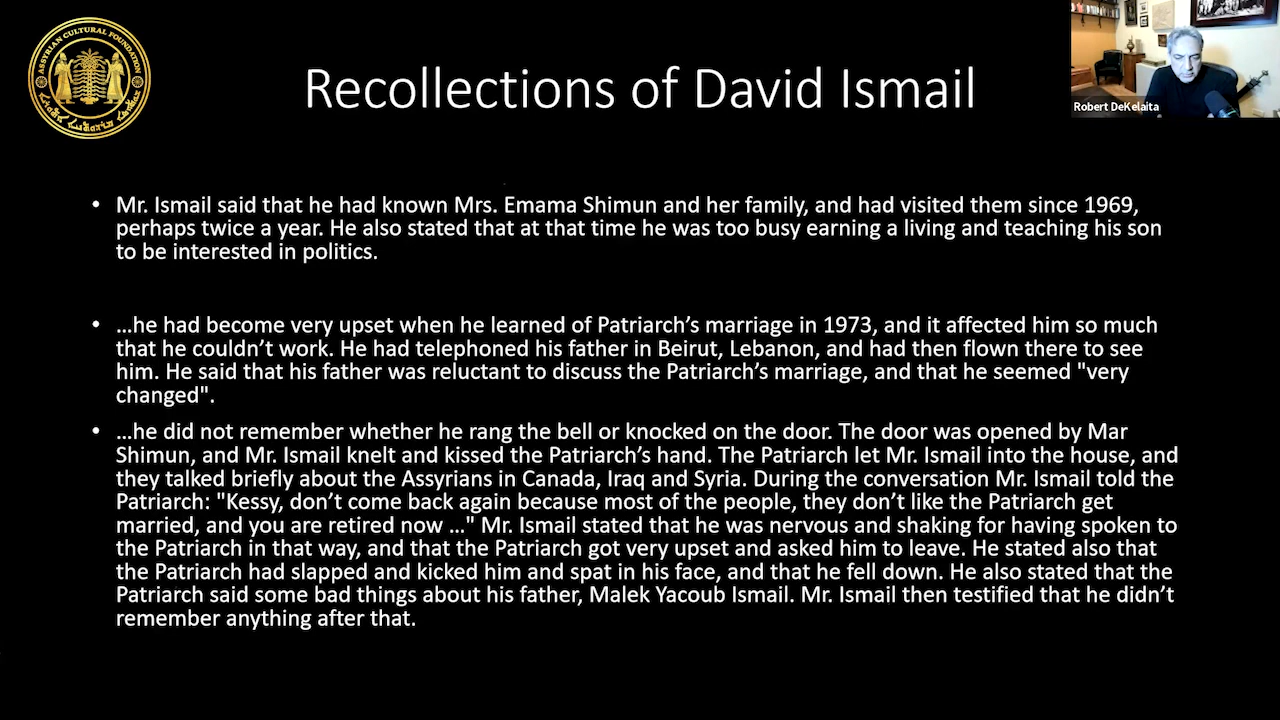 ASSYRIAN CULTURAL FOUNDATION
Recollections of David Ismail
Robert DeKelaita
• Mr. Ismail said that he had known Mrs. Emama Shimun and her family, and had visited them since 1969,
perhaps twice a year. He also stated that at that time he was too busy earning a living and teaching his son
to be interested in politics.
• …he had become very upset when he learned of Patriarch’s marriage in 1973, and it affected him so much
that he couldn’t work. He had telephoned his father in Beirut, Lebanon, and had then flown there to see
him. He said that his father was reluctant to discuss the Patriarch’s marriage, and that he seemed "very
changed".
• …he did not remember whether he rang the bell or knocked on the door. The door was opened by Mar
Shimun, and Mr. Ismail knelt and kissed the Patriarch’s hand. The Patriarch let Mr. Ismail into the house, and
they talked briefly about the Assyrians in Canada, Iraq and Syria. During the conversation Mr. Ismail told the
Patriarch: "Kessy, don’t come back again because most of the people, they don’t like the Patriarch get
married, and you are retired now …" Mr. Ismail stated that he was nervous and shaking for having spoken to
the Patriarch in that way, and that the Patriarch got very upset and asked him to leave. He stated also that
the Patriarch had slapped and kicked him and spat in his face, and that he fell down. He also stated that the
Patriarch said some bad things about his father, Malek Yacoub Ismail. Mr. Ismail then testified that he didn’t
remember anything after that.